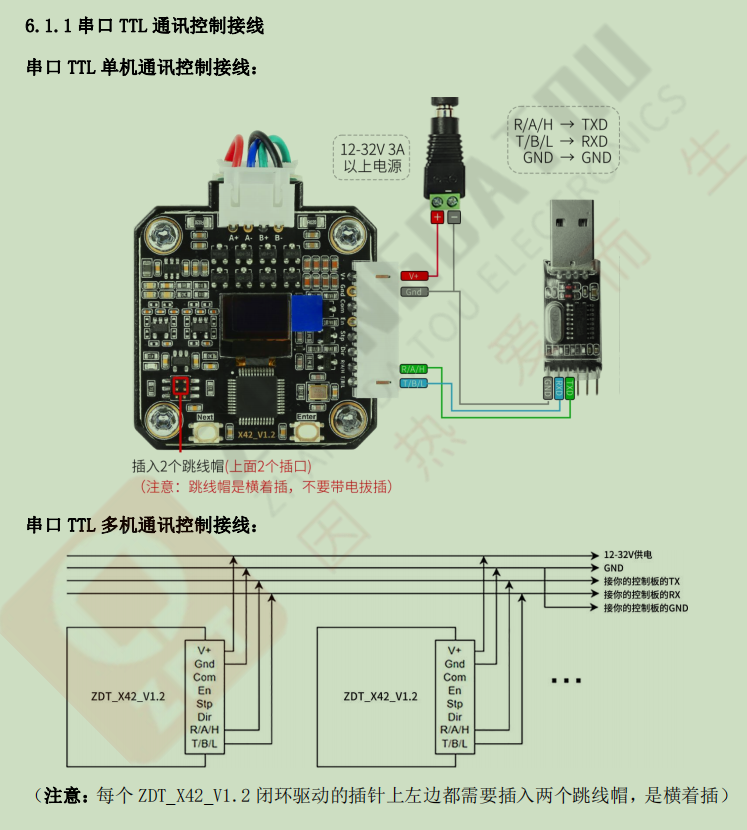 6.1.1 串口 TTL 通讯控制接线
串口 TTL 单机通讯控制接线：
12-32V 3A
以上电源
R/A/H → TXD
T/B/L → RXD
GND → GND
A+ A- B+ B-
+ −
V+
Gnd
V+ Gnd Com En Stp Dir R/A/H T/B/L
R/A/H
T/B/L
GND RXD TXD
Next
Enter
X42_V1.2
插入2个跳线帽(上面2个插口)
（注意：跳线帽是横着插，不要带电拔插）
串口 TTL 多机通讯控制接线：
12-32V供电
GND
接你的控制板的TX
接你的控制板的RX
接你的控制板的GND
ZDT_X42_V1.2
V+
Gnd
Com
En
Stp
Dir
R/A/H
T/B/L
ZDT_X42_V1.2
V+
Gnd
Com
En
Stp
Dir
R/A/H
T/B/L
（注意：每个 ZDT_X42_V1.2 闭环驱动的插针上左边都需要插入两个跳线帽，是横着插）